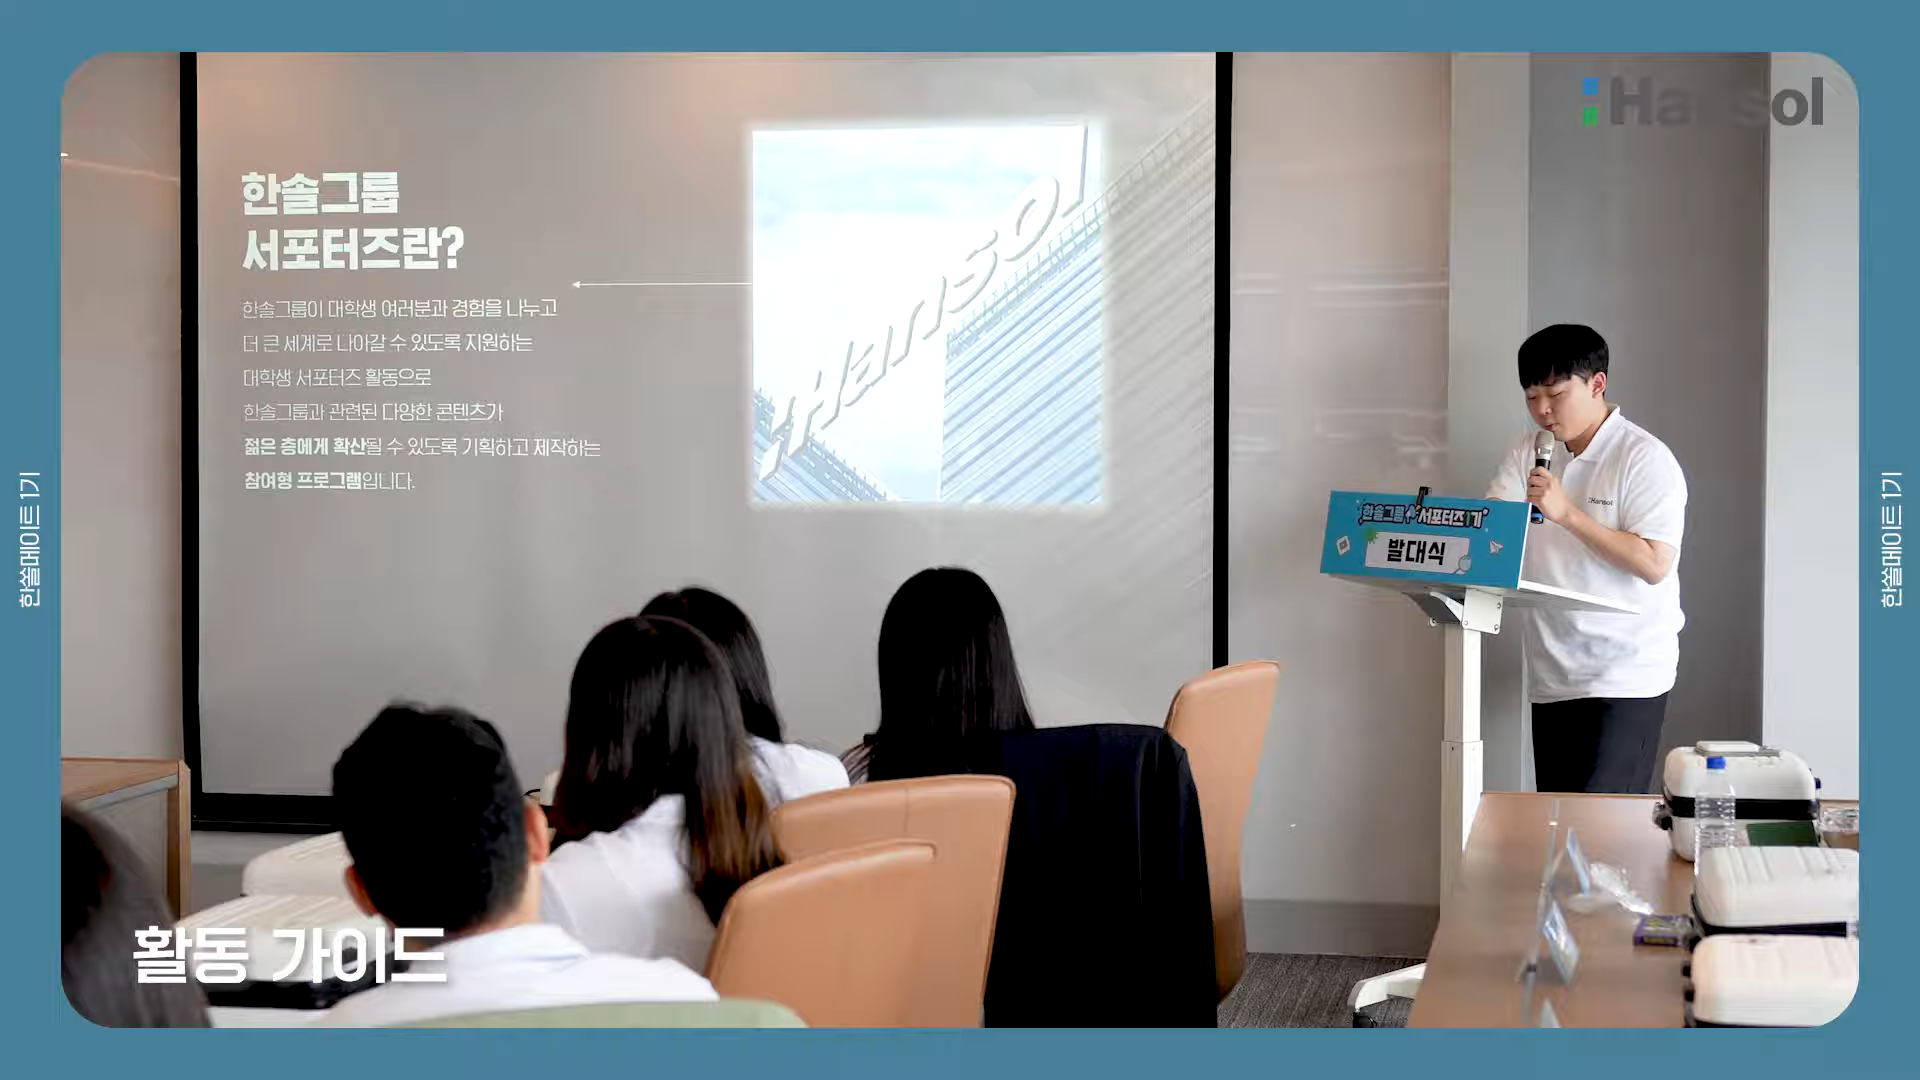 Hansol
한솔그룹
서포터즈란?
한솔그룹이 대학생 여러분과 경험을 나누고
더 큰 세계로 나아갈 수 있도록 지원하는
대학생 서포터즈 활동으로
한솔그룹과 관련된 다양한 콘텐츠가
젊은 층에게 확산될 수 있도록 기획하고 제작하는
참여형 프로그램입니다.
Hansol
Hansol
한솔그룹 서포터즈 1기
발대식
한쏠메이트 1기
한쏠메이트 1기
활동 가이드